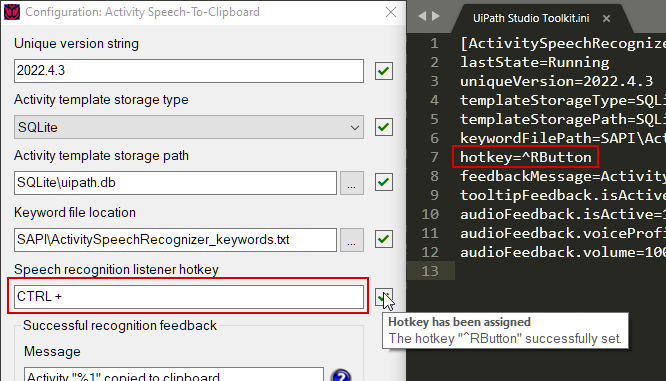 Configuration: Activity Speech-To-Clipboard
Unique version string
2022.4.3
Activity template storage type
SQLite
Activity template storage path
SQLite\uipath.db
...
Keyword file location
SAPI\ActivitySpeechRecognizer_keywords.txt
...
Speech recognition listener hotkey
CTRL +
Hotkey has been assigned
The hotkey "^RButton" successfully set.
Successful recognition feedback
Message
Activity "%1" copied to clipboard
?
UiPath Studio Toolkit.ini
1 [ActivitySpeechRecognize
2 lastState=Running
3 uniqueVersion=2022.4.3
4 templateStorageType=SQL
5 templateStoragePath=SQL
6 keywordFilePath=SAPI\Act
7 hotkey=^RButton
8 feedbackMessage=Activity
9 tooltipFeedback.isActive
10 audioFeedback.isActive=1
11 audioFeedback.voiceProfi
12 audioFeedback.volume=100
13